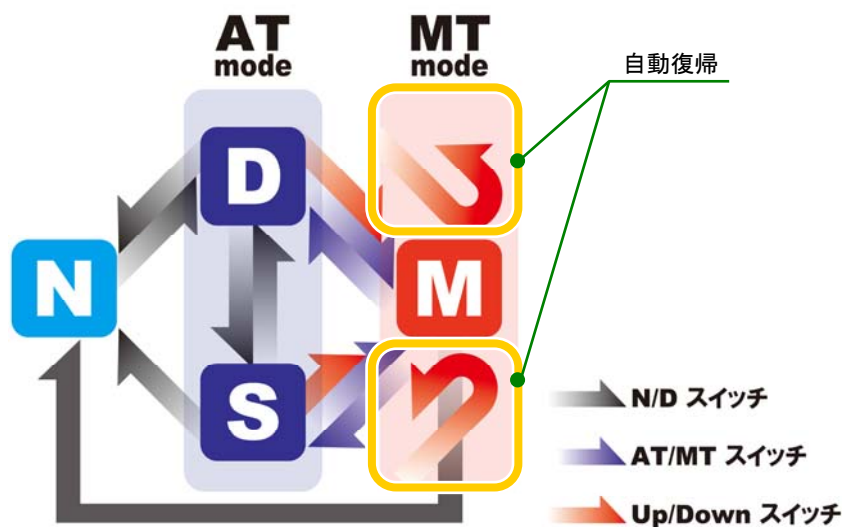 AT
mode
MT
mode
自動復帰
D
N
M
S
N/D スイッチ
AT/MT スイッチ
Up/Down スイッチ